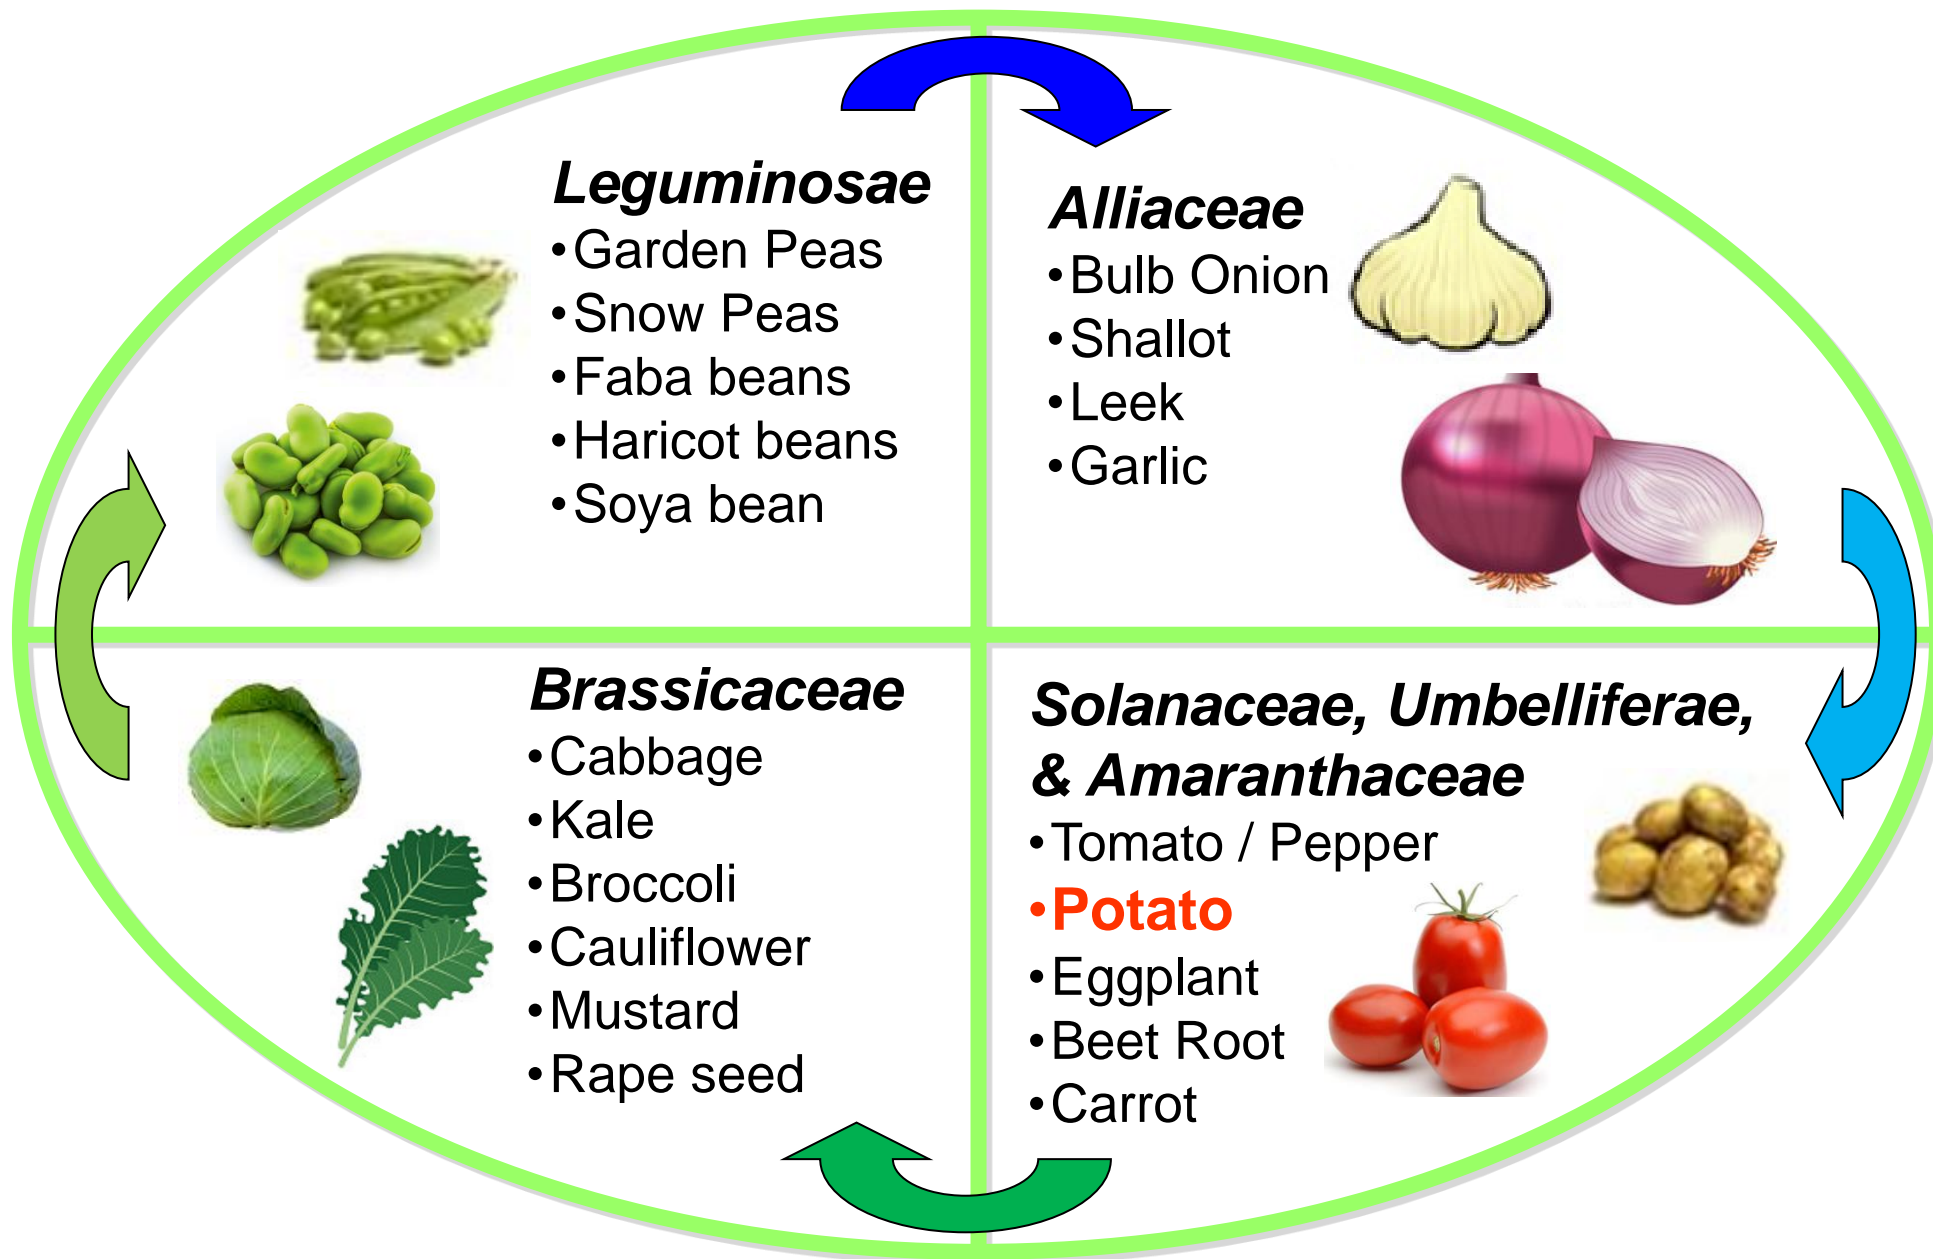 Leguminosae
•Garden Peas
•Snow Peas
•Faba beans
•Haricot beans
•Soya bean
Alliaceae
•Bulb Onion
•Shallot
•Leek
•Garlic
Brassicaceae
•Cabbage
•Kale
•Broccoli
•Cauliflower
•Mustard
•Rape seed
Solanaceae, Umbelliferae,
& Amaranthaceae
•Tomato / Pepper
•Potato
•Eggplant
•Beet Root
•Carrot